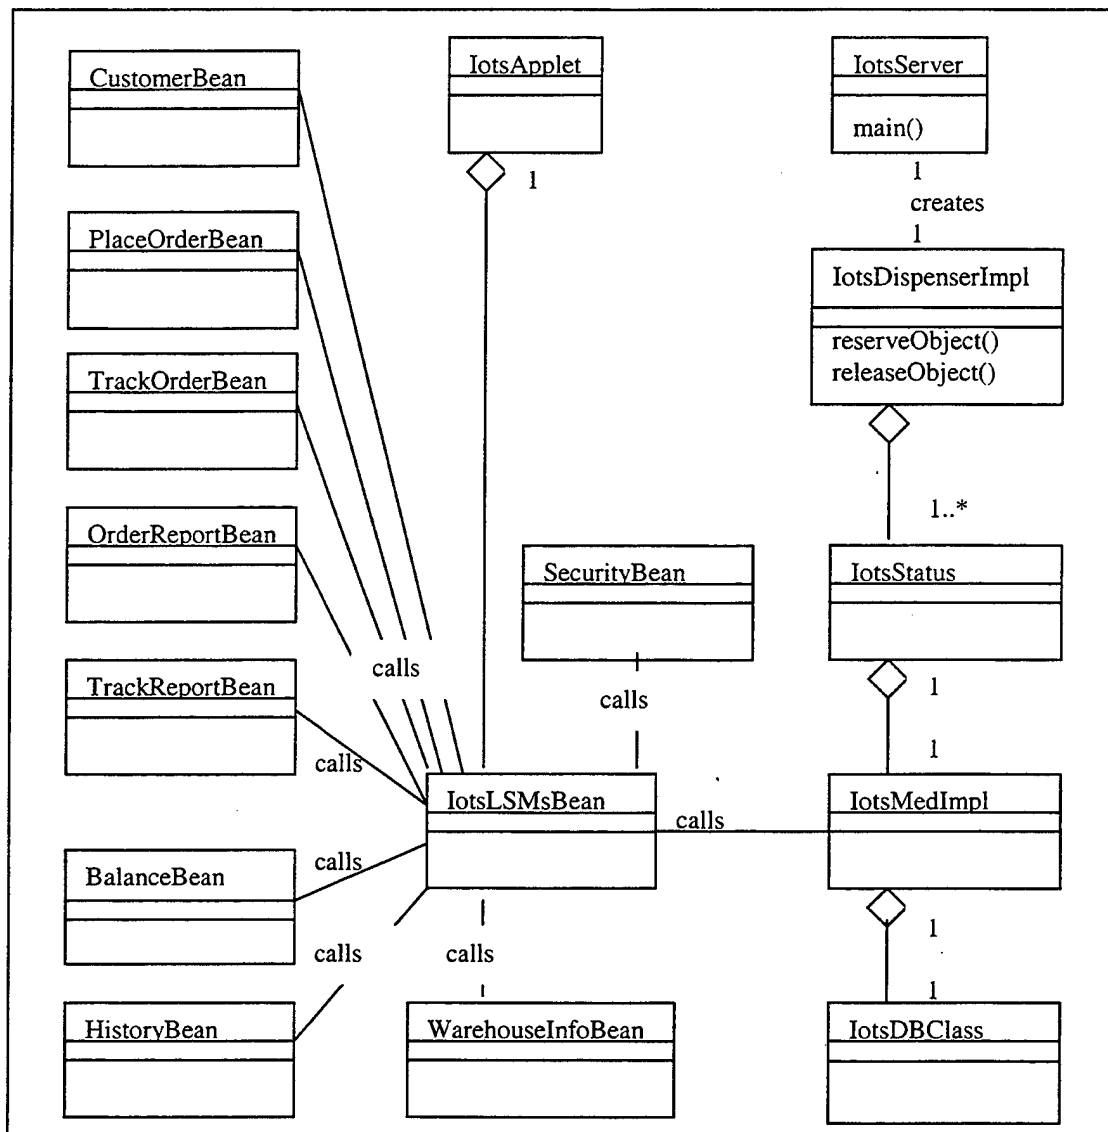 CustomerBean
IotsApplet
IotsServer
main()
1
1
creates
1
PlaceOrderBean
IotsDispenserImpl
reserveObject()
releaseObject()
TrackOrderBean
1..*
OrderReportBean
SecurityBean
IotsStatus
calls
TrackReportBean
calls
1
1
calls
IotsLSMsBean
IotsMedImpl
calls
BalanceBean
calls
1
calls
calls
1
HistoryBean
WarehouseInfoBean
IotsDBClass